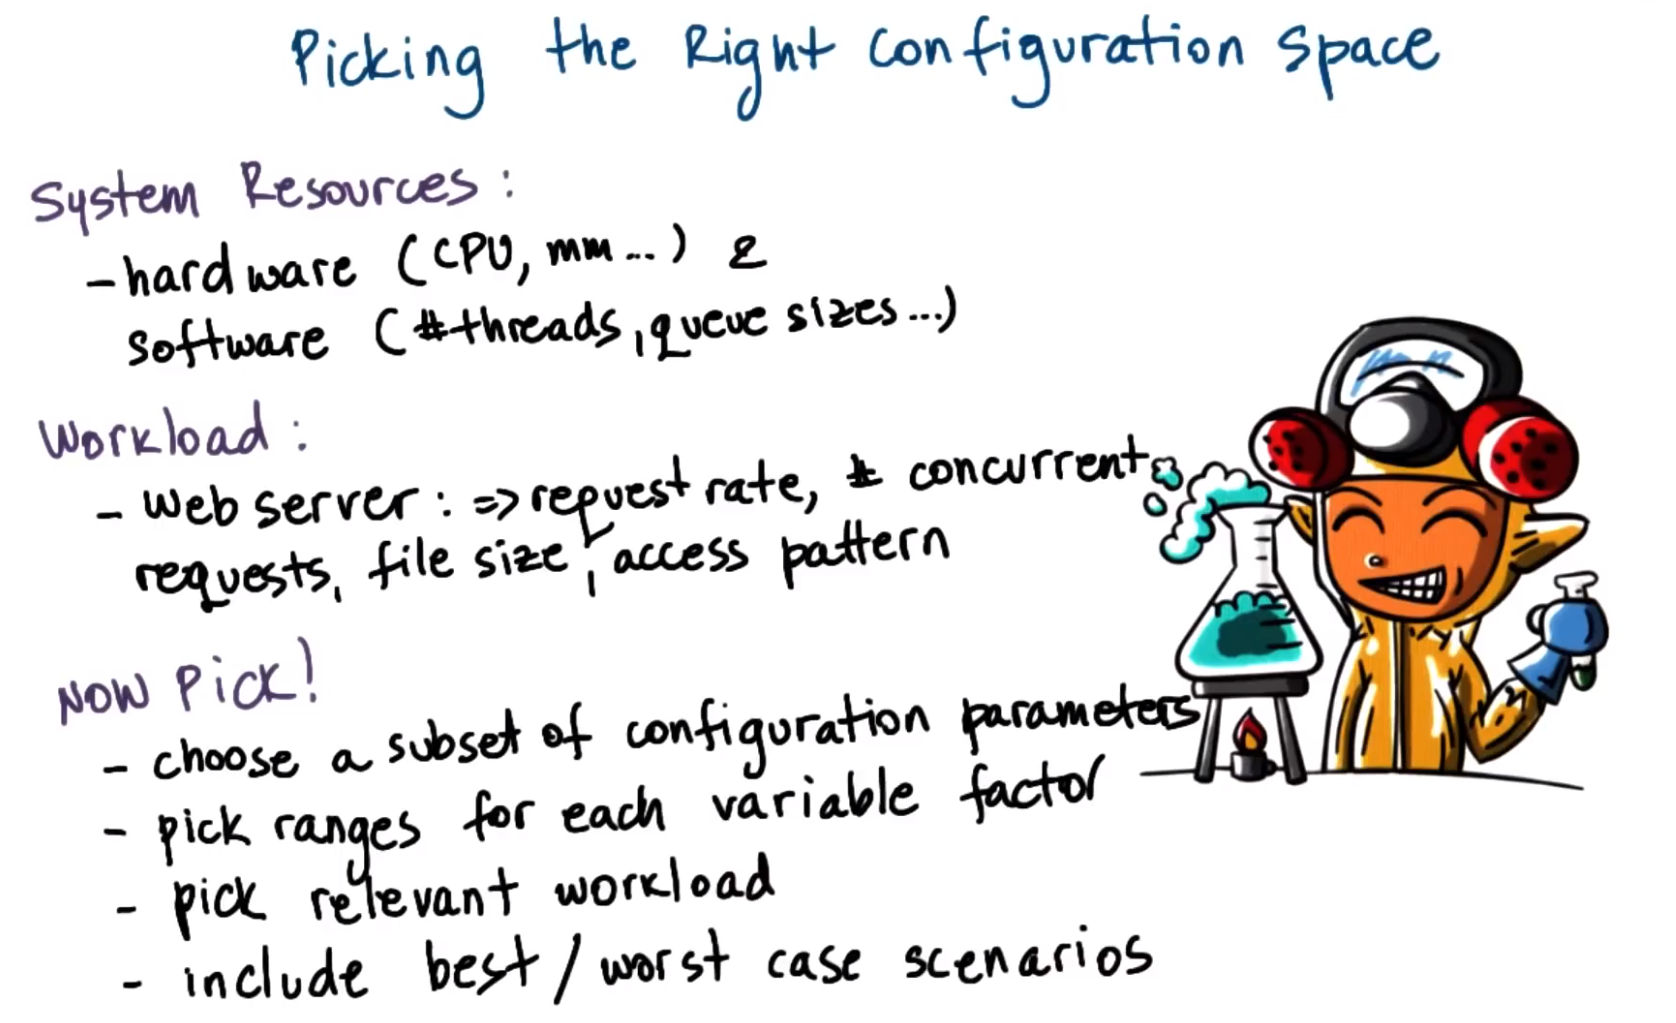 Picking the Right Configuration Space
System Resources:
- hardware (CPU, mm...) &
software (#threads, queue sizes...)
Workload:
- Web server: => request rate, # concurrent
requests, file size, access pattern
Now Pick!
- choose a subset of configuration parameters
- pick ranges for each variable factor
- pick relevant workload
- include best/worst case scenarios